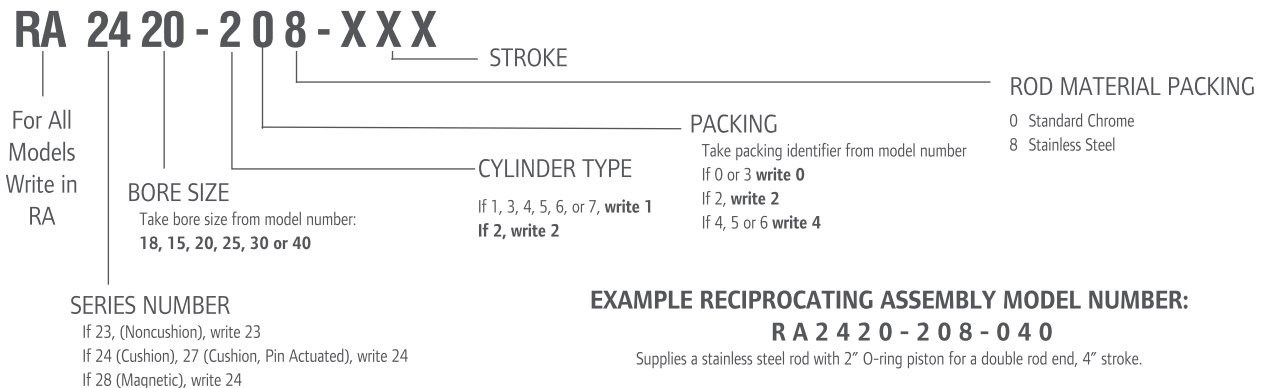 RA 24 20 - 2 0 8 - X X X
STROKE
ROD MATERIAL PACKING
0 Standard Chrome
8 Stainless Steel
PACKING
Take packing identifier from model number
If 0 or 3 write 0
If 2, write 2
If 4, 5 or 6 write 4
CYLINDER TYPE
If 1, 3, 4, 5, 6, or 7, write 1
If 2, write 2
For All
Models
Write in
RA
BORE SIZE
Take bore size from model number:
18, 15, 20, 25, 30 or 40
SERIES NUMBER
If 23, (Noncushion), write 23
If 24 (Cushion), 27 (Cushion, Pin Actuated), write 24
If 28 (Magnetic), write 24
EXAMPLE RECIPROCATING ASSEMBLY MODEL NUMBER:
RA2420-208-040
Supplies a stainless steel rod with 2″ O-ring piston for a double rod end, 4″ stroke.